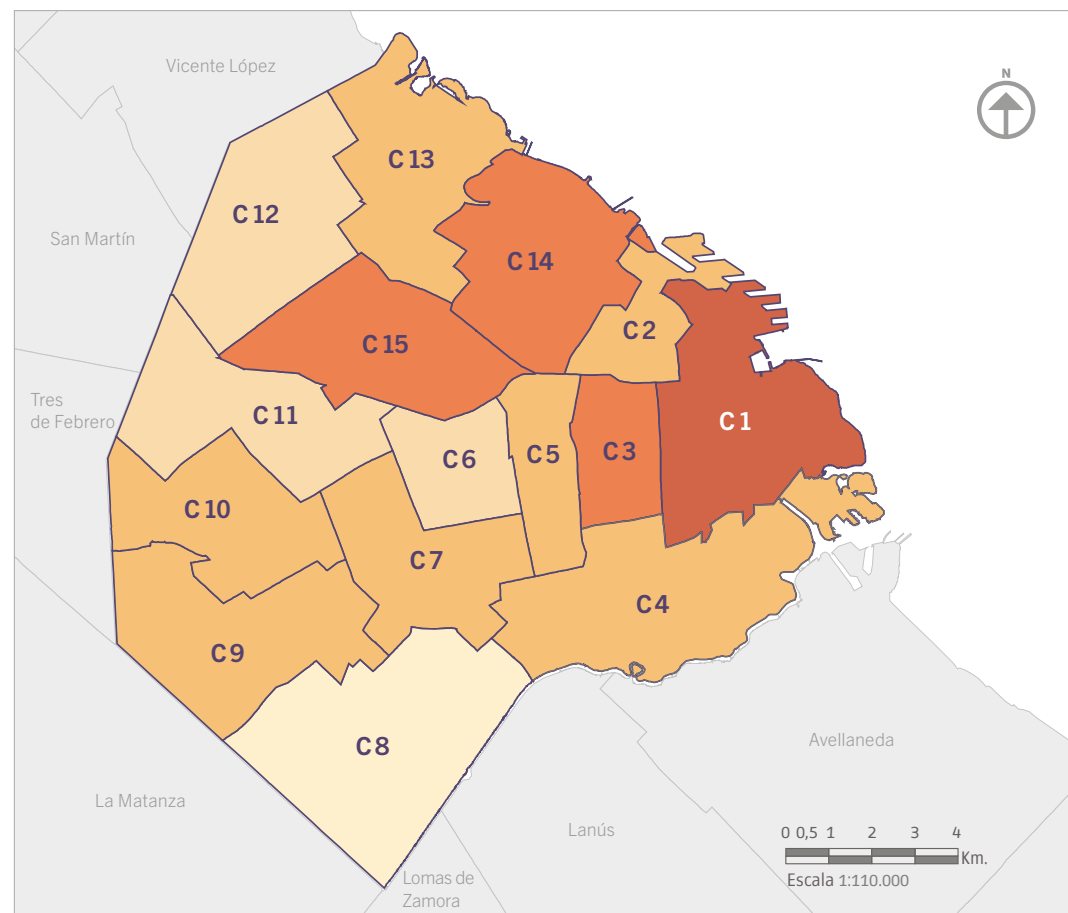 Vicente López
N
C 13
C 12
San Martín
C 14
C 2
C 15
Tres
de Febrero
C 11
C 1
C 6
C 5
C 3
C 10
C 7
C 4
C 9
C 8
Avellaneda
La Matanza
Lanús
0 0,5 1 2 3 4
Km.
Escala 1:110.000
Lomas de
Zamora